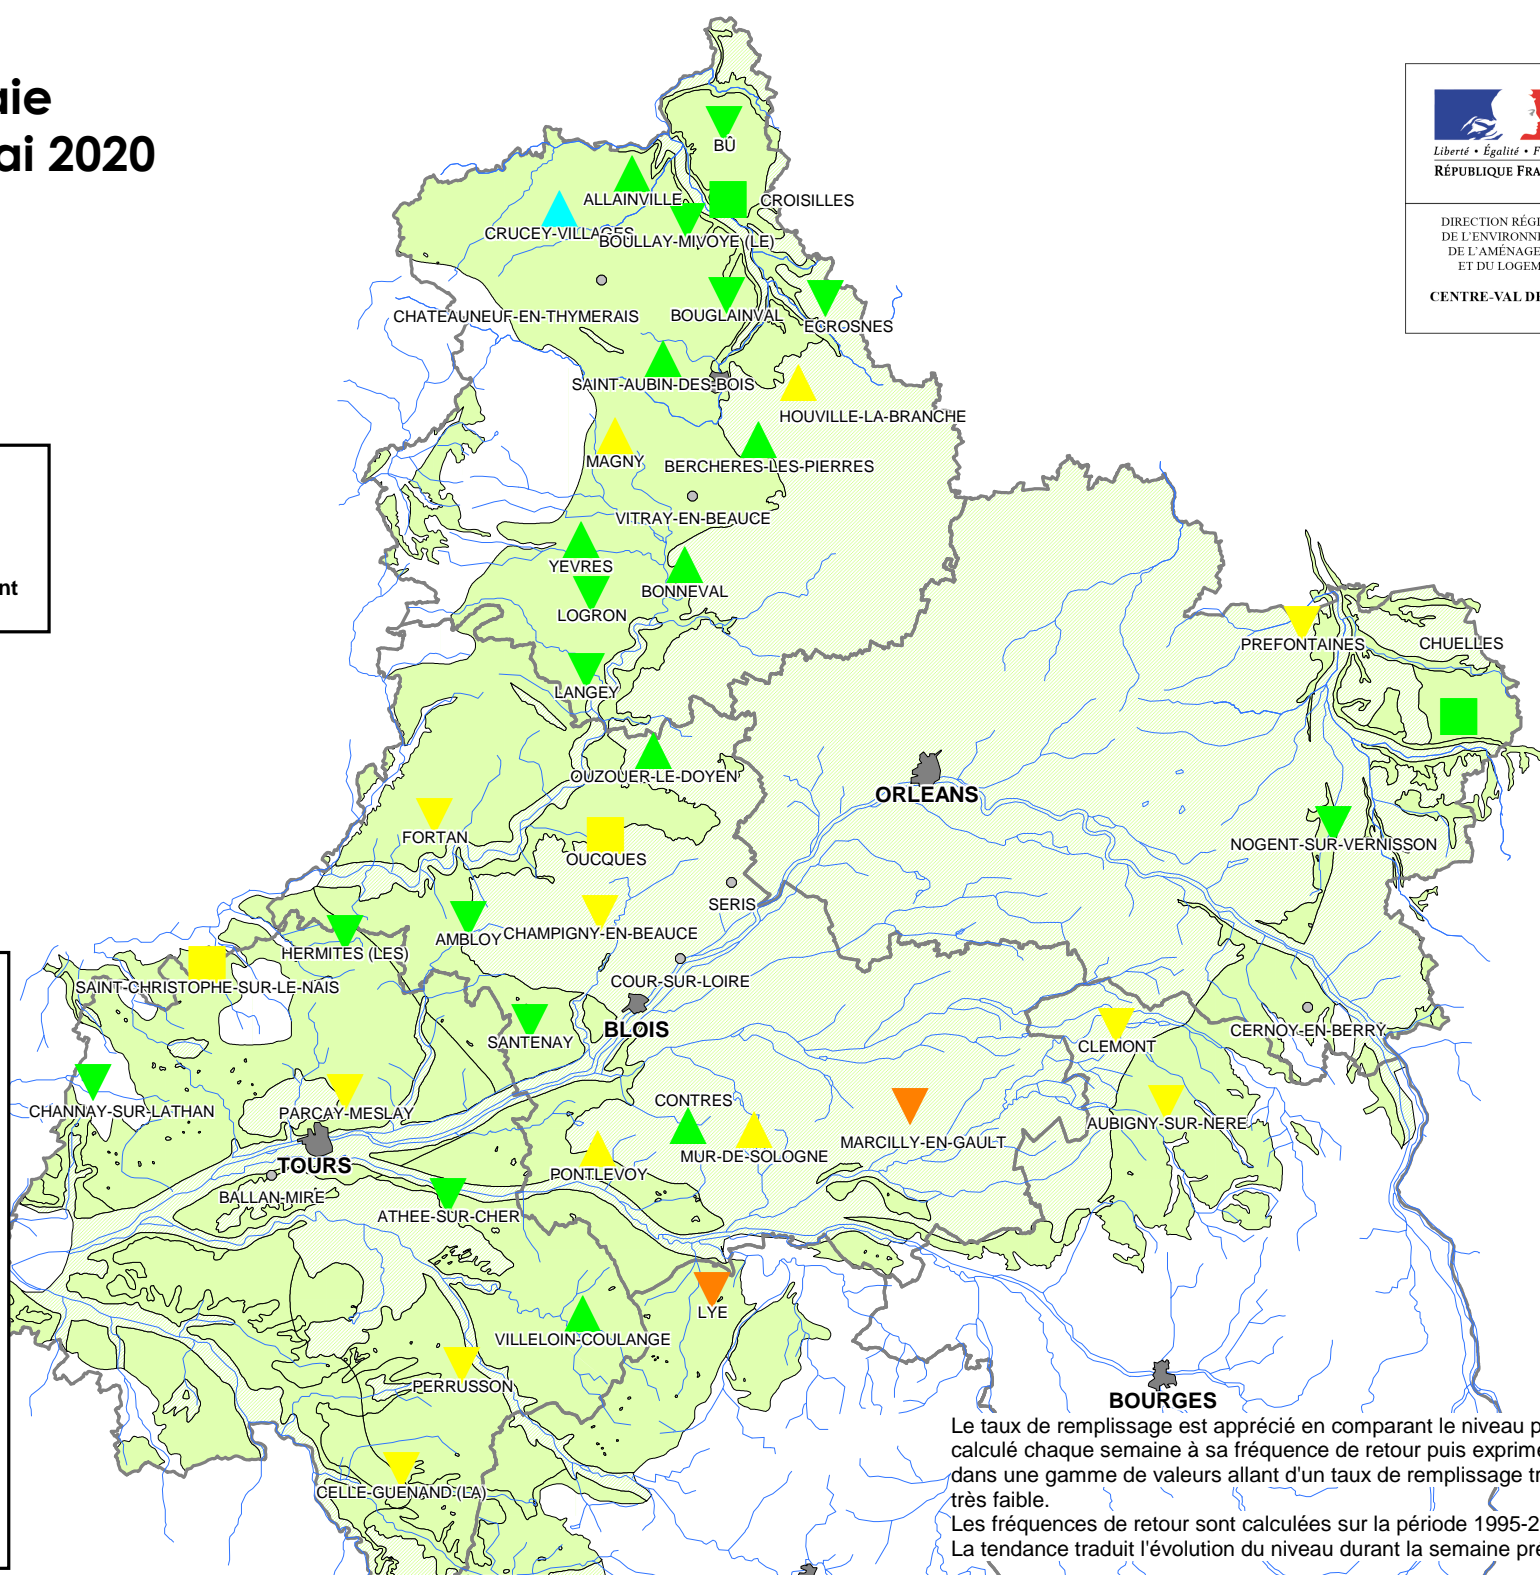 aie
ai 2020
Liberté • Égalité • F
RÉPUBLIQUE FRA
DIRECTION RÉGI
DE L'ENVIRONNE
DE L'AMÉNAGE
ET DU LOGEM
CENTRE-VAL DE
nt
BÛ
ALLAINVILLE
CROISILLES
CRUCEY-VILLAGES
BOULLAY-MIVOYE (LE)
CHATEAUNEUF-EN-THYMERAIS
BOUGLAINVAL
ECROSNES
SAINT-AUBIN-DES-BOIS
HOUVILLE-LA-BRANCHE
MAGNY
BERCHERES-LES-PIERRES
VITRAY-EN-BEAUCE
YEVRES
BONNEVAL
LOGRON
PREFONTAINES
CHUELLES
LANGEY
OUZOUER-LE-DOYEN
ORLEANS
FORTAN
OUCQUES
NOGENT-SUR-VERNISSON
SERIS
AMBLOY
CHAMPIGNY-EN-BEAUCE
HERMITES (LES)
COUR-SUR-LOIRE
SAINT-CHRISTOPHE-SUR-LE-NAIS
BLOIS
SANTENAY
CLEMONT
CERNOY-EN-BERRY
CHANNAY-SUR-LATHAN
PARCAY-MESLAY
CONTRES
MUR-DE-SOLOGNE
MARCILLY-EN-GAULT
AUBIGNY-SUR-NERE
TOURS
PONTLEVOY
BALLAN-MIRE
ATHEE-SUR-CHER
LYE
VILLELOIN-COULANGE
PERRUSSON
BOURGES
CELLE-GUENAND (LA)
Le taux de remplissage est apprécié en comparant le niveau p
calculé chaque semaine à sa fréquence de retour puis exprimé
dans une gamme de valeurs allant d'un taux de remplissage tr
très faible.
Les fréquences de retour sont calculées sur la période 1995-2
La tendance traduit l'évolution du niveau durant la semaine pré